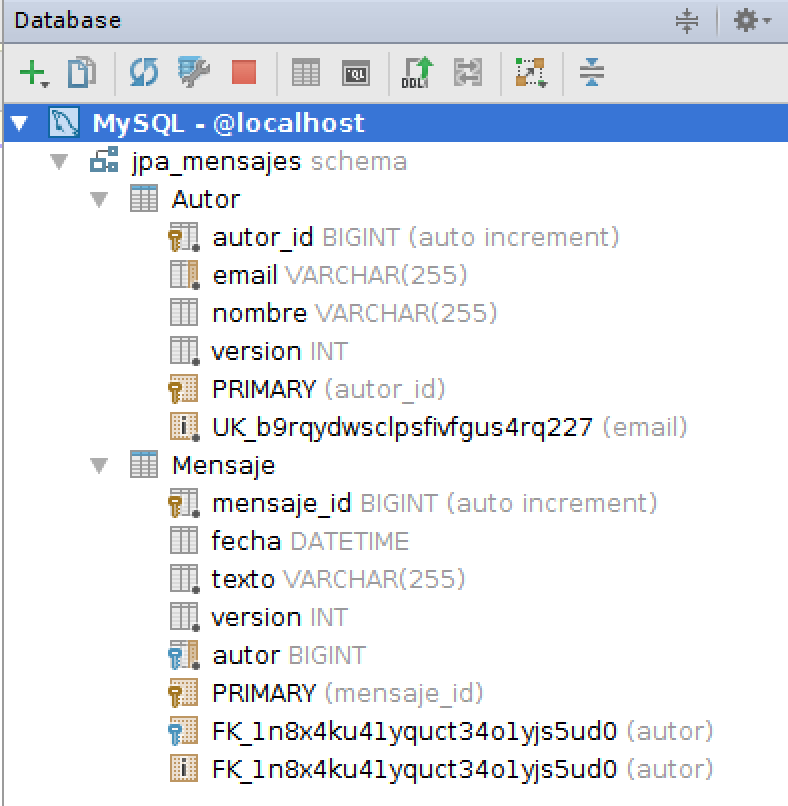 Database
DDL
MySQL - @localhost
jpa_mensajes schema
Autor
autor_id BIGINT (auto increment)
email VARCHAR(255)
nombre VARCHAR(255)
version INT
PRIMARY (autor_id)
UK_b9rqydwsclpsfivfgus4rq227 (email)
Mensaje
mensaje_id BIGINT (auto increment)
fecha DATETIME
texto VARCHAR(255)
version INT
autor BIGINT
PRIMARY (mensaje_id)
FK_1n8x4ku41yquct34o1yjs5ud0 (autor)
FK_1n8x4ku41yquct34o1yjs5ud0 (autor)